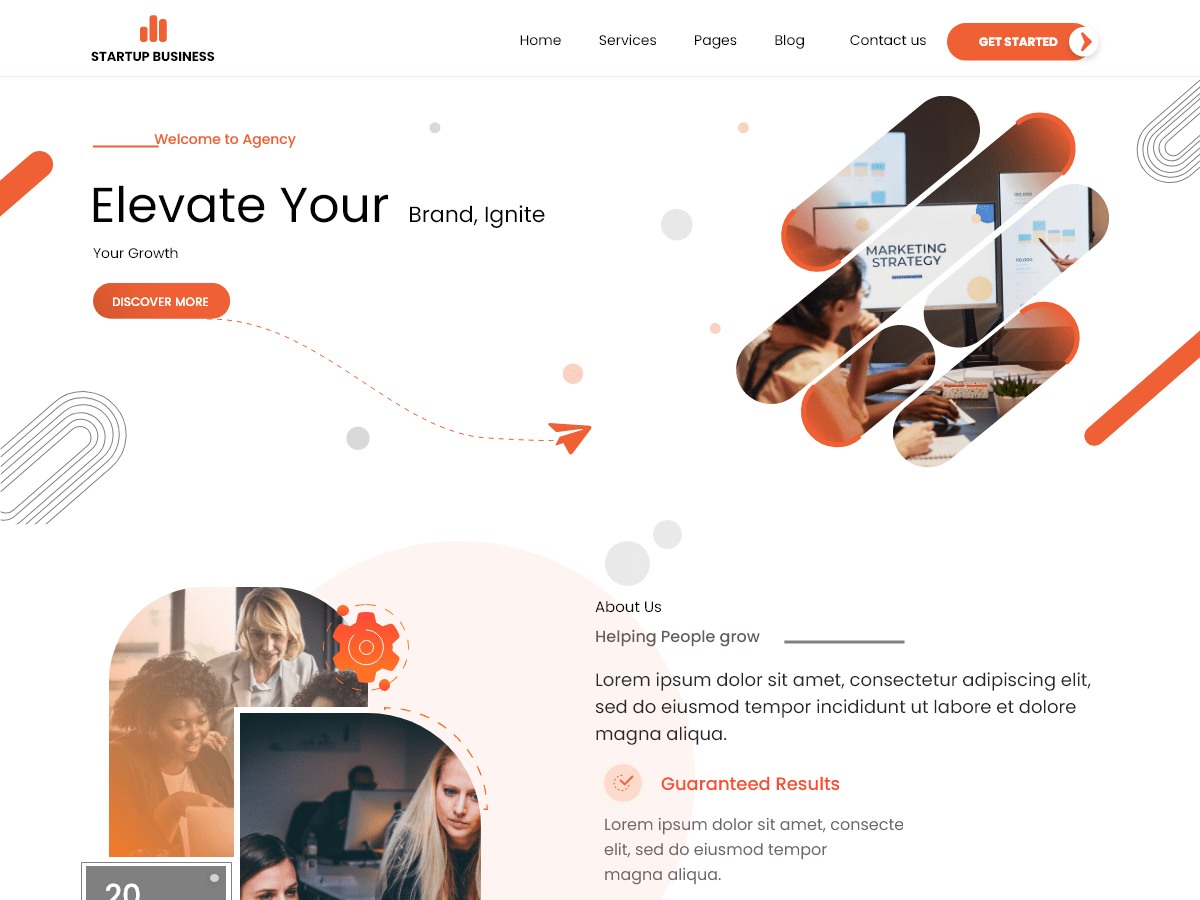 STARTUP BUSINESS
Home Services Pages Blog Contact us GET STARTED
Welcome to Agency
Elevate Your Brand, Ignite
Your Growth
DISCOVER MORE
MARKETING
STRATEGY
About Us
Helping People grow
Lorem ipsum dolor sit amet, consectetur adipiscing elit,
sed do eiusmod tempor incididunt ut labore et dolore
magna aliqua.
Guaranteed Results
Lorem ipsum dolor sit amet, consecte
elit, sed do eiusmod tempor
magna aliqua.
20